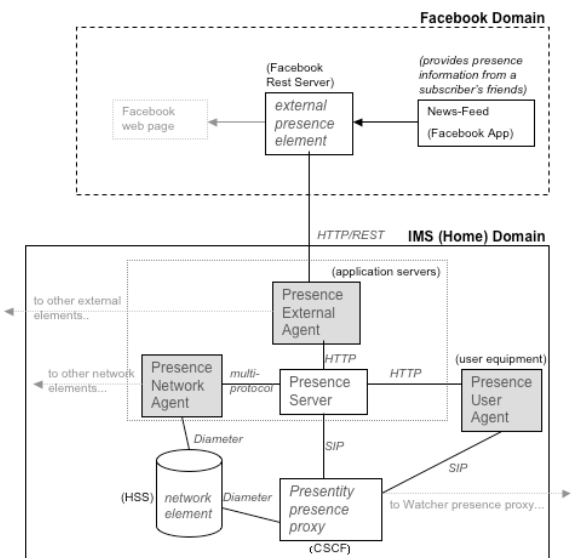 Facebook Domain
(Facebook
Rest Server)
(provides presence
information from a
subscriber's friends)
Facebook
web page
external
presence
element
News-Feed
(Facebook App)
HTTP/REST
IMS (Home) Domain
(application servers)
to other external
elements..
Presence
External
Agent
HTTP
(user equipment)
to other network
elements...
Presence
Network
Agent
multi-
protocol
Presence
Server
HTTP
Presence
User
Agent
Diameter
SIP
SIP
(HSS)
network
element
Diameter
Presentity
presence
proxy
(CSCF)
to Watcher presence proxy...